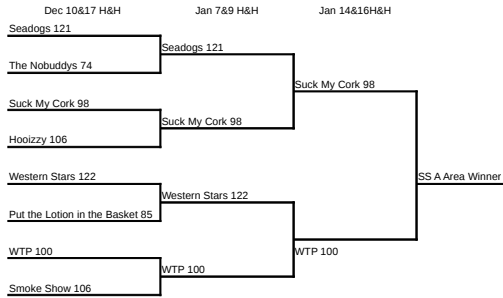 Dec 10&17 H&H Jan 7&9 H&H Jan 14&16H&H
Seadogs 121
Seadogs 121
The Nobuddys 74
Suck My Cork 98
Suck My Cork 98
Suck My Cork 98
Hooizzy 106
SS A Area Winner
Western Stars 122
Western Stars 122
Put the Lotion in the Basket 85
WTP 100
WTP 100
WTP 100
Smoke Show 106